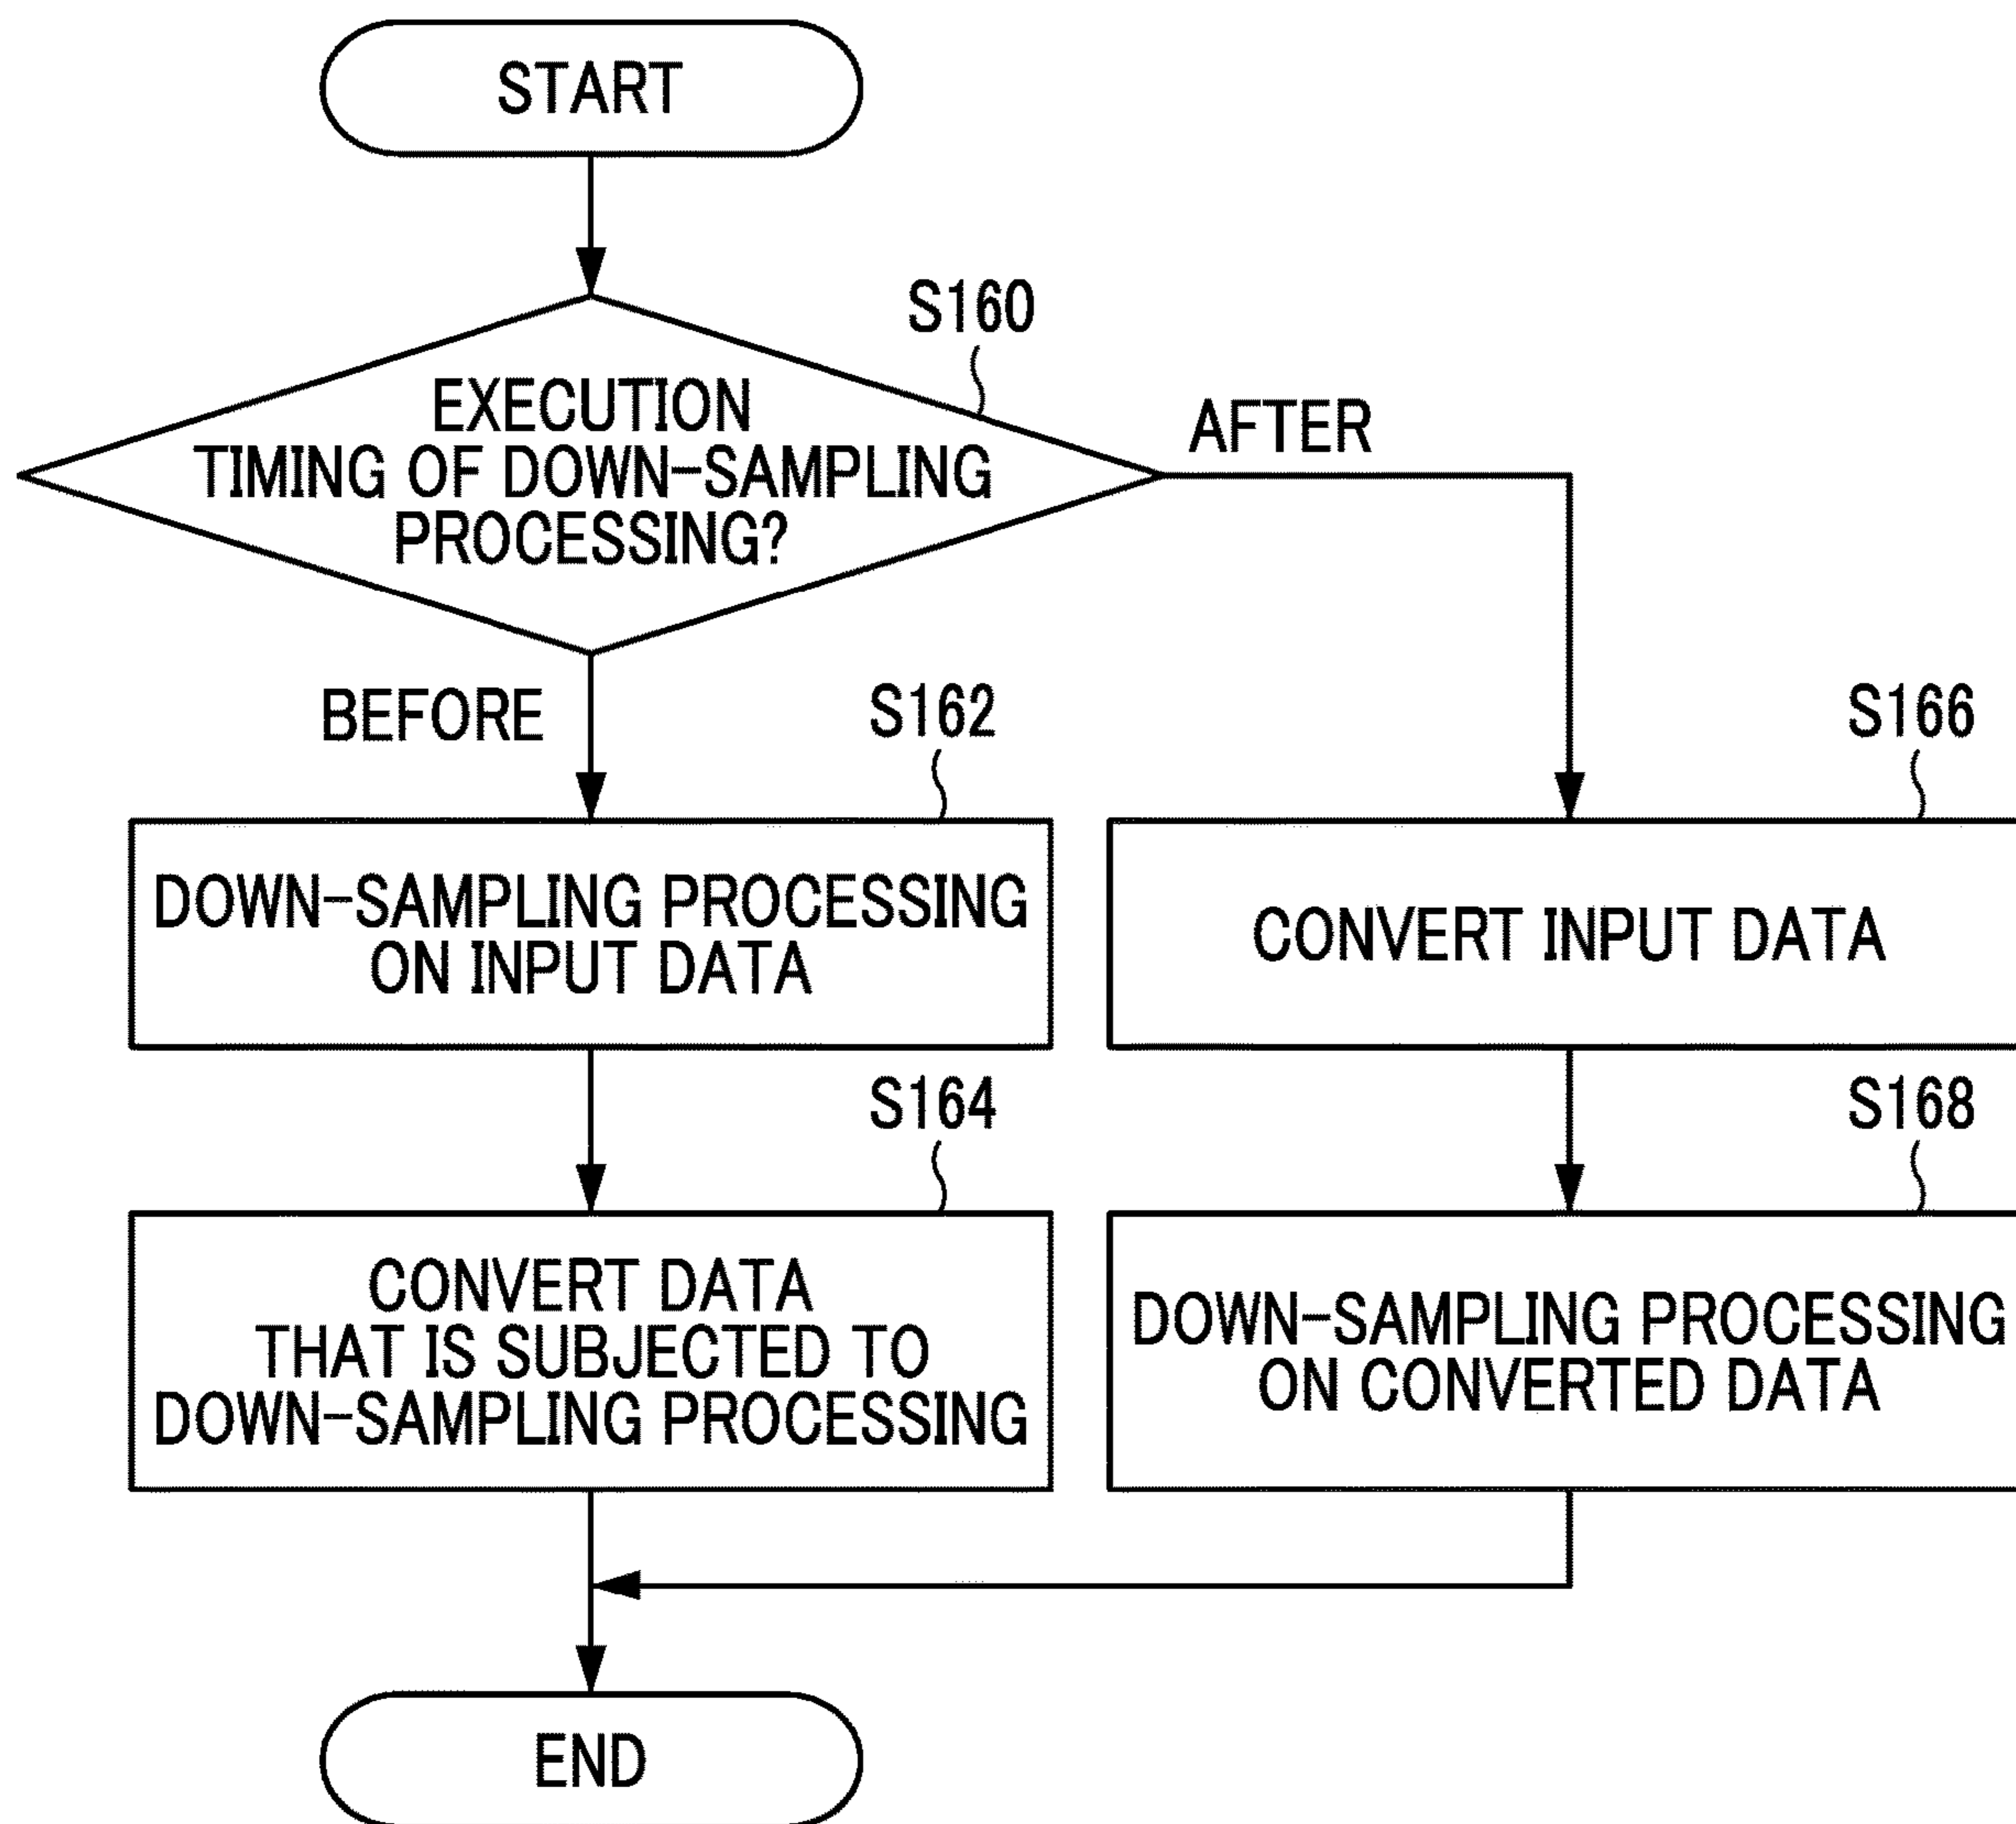 START
S160
EXECUTION
TIMING OF DOWN-SAMPLING
PROCESSING?
AFTER
BEFORE
S162
S166
DOWN-SAMPLING PROCESSING
ON INPUT DATA
CONVERT INPUT DATA
S164
S168
CONVERT DATA
THAT IS SUBJECTED TO
DOWN-SAMPLING PROCESSING
DOWN-SAMPLING PROCESSING
ON CONVERTED DATA
END